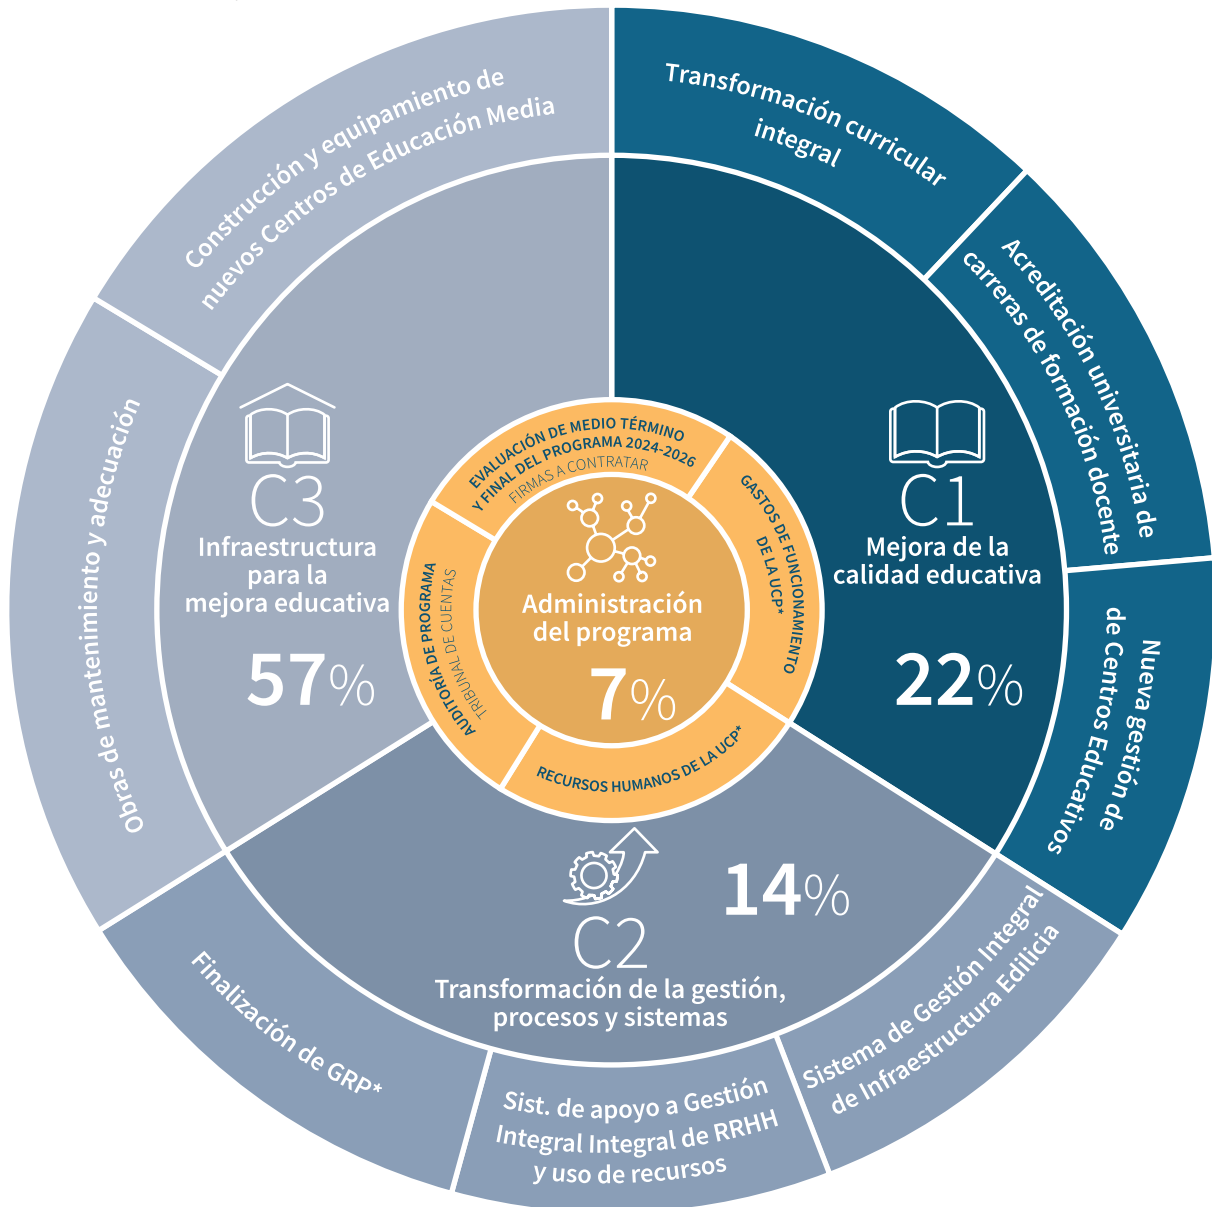 Construcción y equipamiento de
nuevos Centros de Educación Media
Obras de mantenimiento y adecuación
C3
Infraestructura
para la
mejora educativa
57%
Transformación curricular
integral
Acreditación universitaria de
carreras de formación docente
Nueva gestión de
de Centros Educativos
C1
Mejora de la
calidad educativa
22%
EVALUACIÓN DE MEDIO TÉRMINO
Y FINAL DEL PROGRAMA 2024-2026
FIRMAS A CONTRATAR
GASTOS DE FUNCIONAMIENTO
DE LA UCP*
AUDITORÍA DE PROGRAMA
TRIBUNAL DE CUENTAS
RECURSOS HUMANOS DE LA UCP*
Administración
del programa
7%
14%
C2
Transformación de la gestión,
procesos y sistemas
Finalización de GRP*
Sist. de apoyo a Gestión
Integral Integral de RRHH
y uso de recursos
Sistema de Gestión Integral
de Infraestructura Edilicia